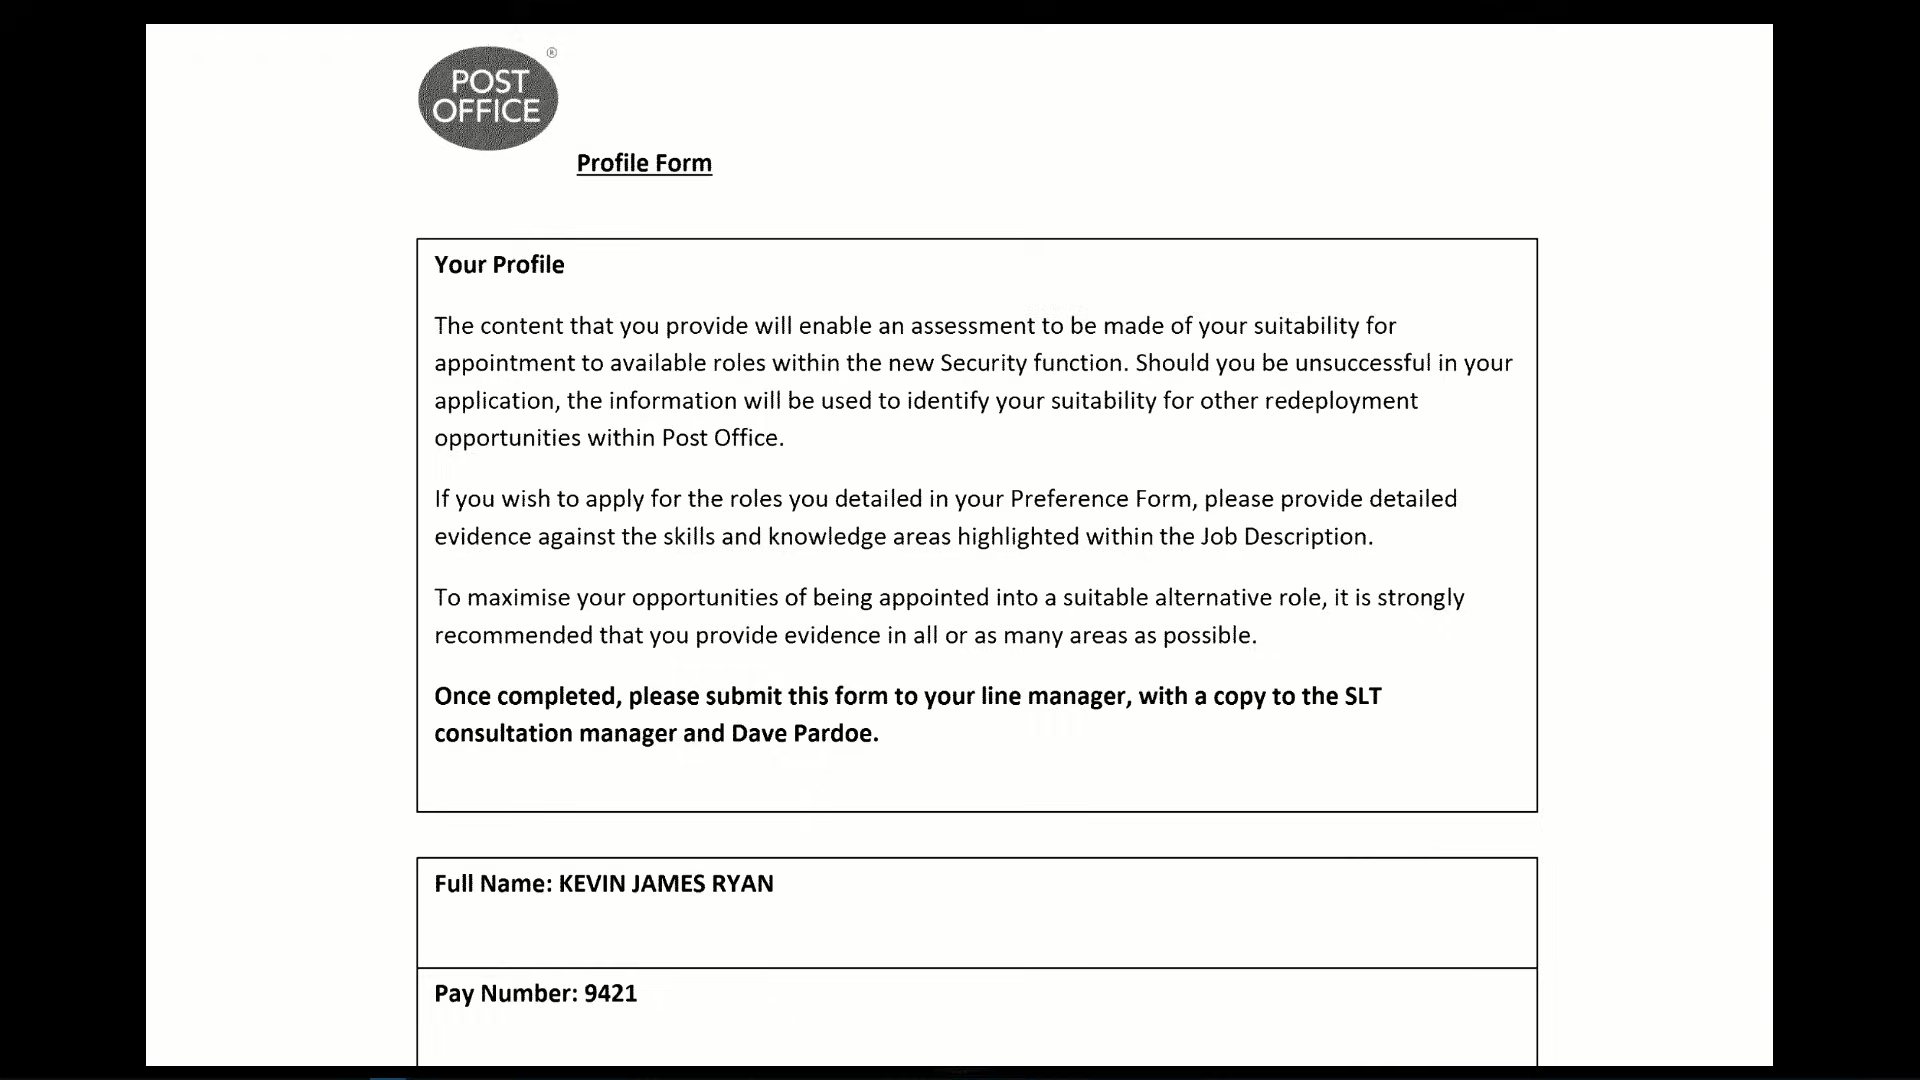 POST
OFFICE
®
Profile Form
Your Profile
The content that you provide will enable an assessment to be made of your suitability for
appointment to available roles within the new Security function. Should you be unsuccessful in your
application, the information will be used to identify your suitability for other redeployment
opportunities within Post Office.
If you wish to apply for the roles you detailed in your Preference Form, please provide detailed
evidence against the skills and knowledge areas highlighted within the Job Description.
To maximise your opportunities of being appointed into a suitable alternative role, it is strongly
recommended that you provide evidence in all or as many areas as possible.
Once completed, please submit this form to your line manager, with a copy to the SLT
consultation manager and Dave Pardoe.
Full Name: KEVIN JAMES RYAN
Pay Number: 9421